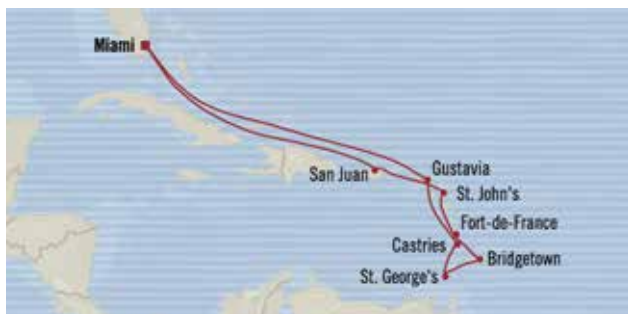 Miami
San Juan
Gustavia
St. John's
Fort-de-France
Castries
Bridgetown
St. George's